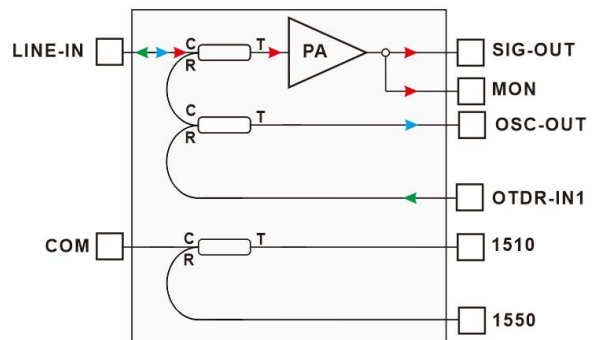 LINE-IN
C
T
R
PA
SIG-OUT
MON
C
T
R
OSC-OUT
OTDR-IN1
COM
C
T
R
1510
1550